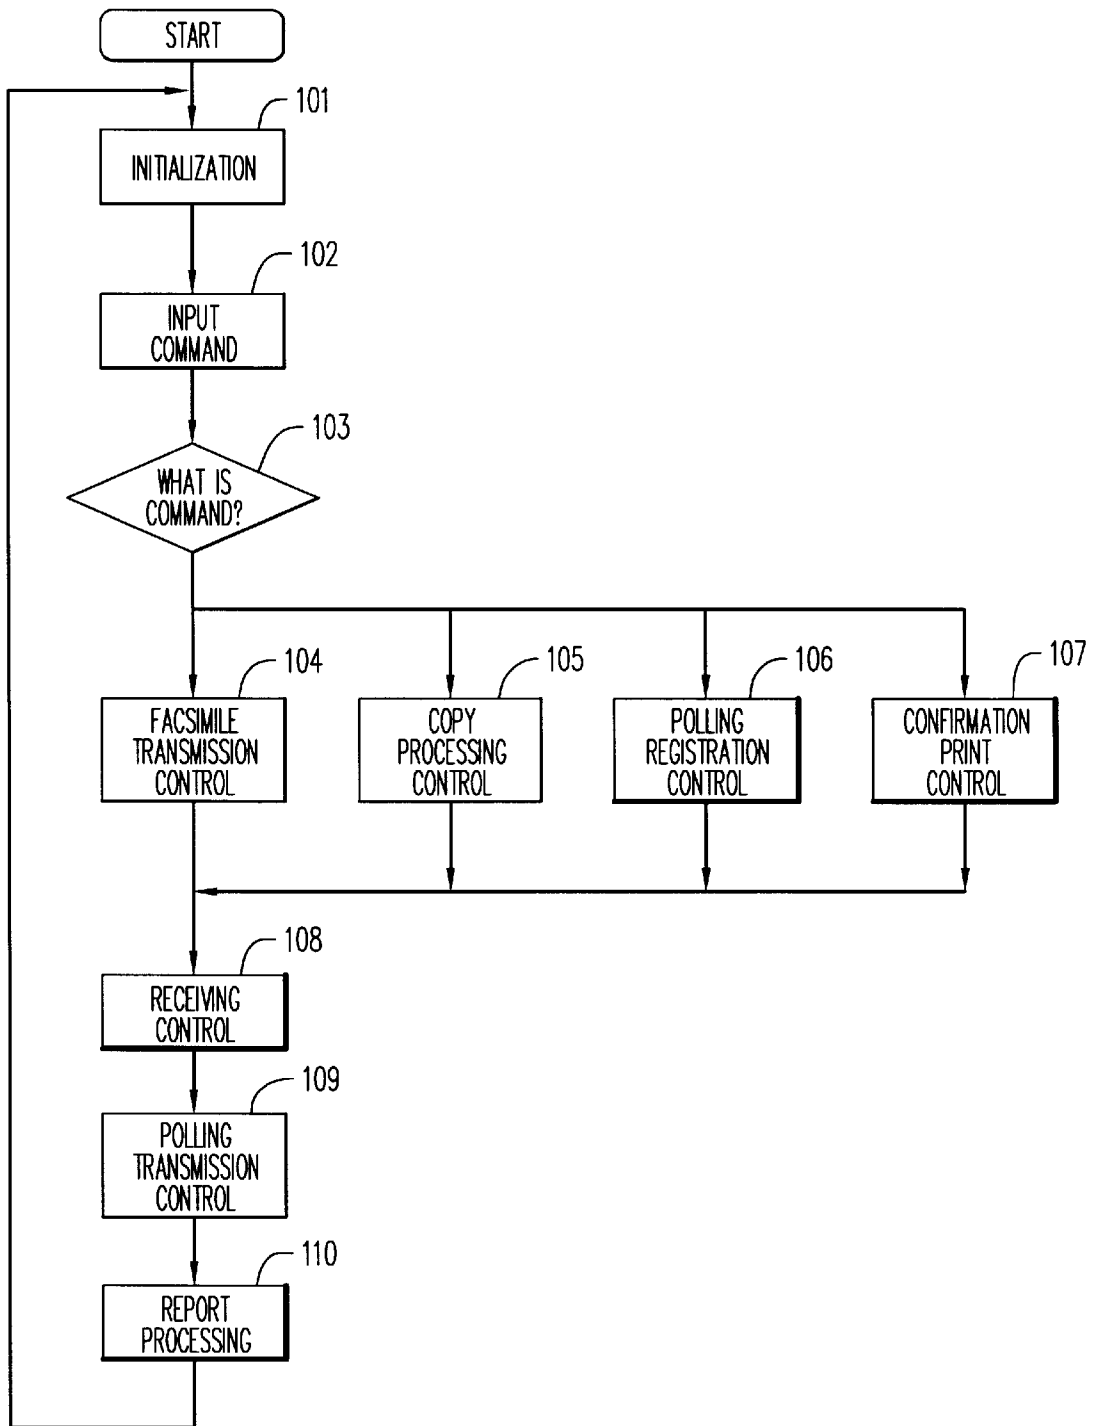 START
101
INITIALIZATION
102
INPUT
COMMAND
103
WHAT IS
COMMAND?
104
FACSIMILE
TRANSMISSION
CONTROL
105
COPY
PROCESSING
CONTROL
106
POLLING
REGISTRATION
CONTROL
107
CONFIRMATION
PRINT
CONTROL
108
RECEIVING
CONTROL
109
POLLING
TRANSMISSION
CONTROL
110
REPORT
PROCESSING